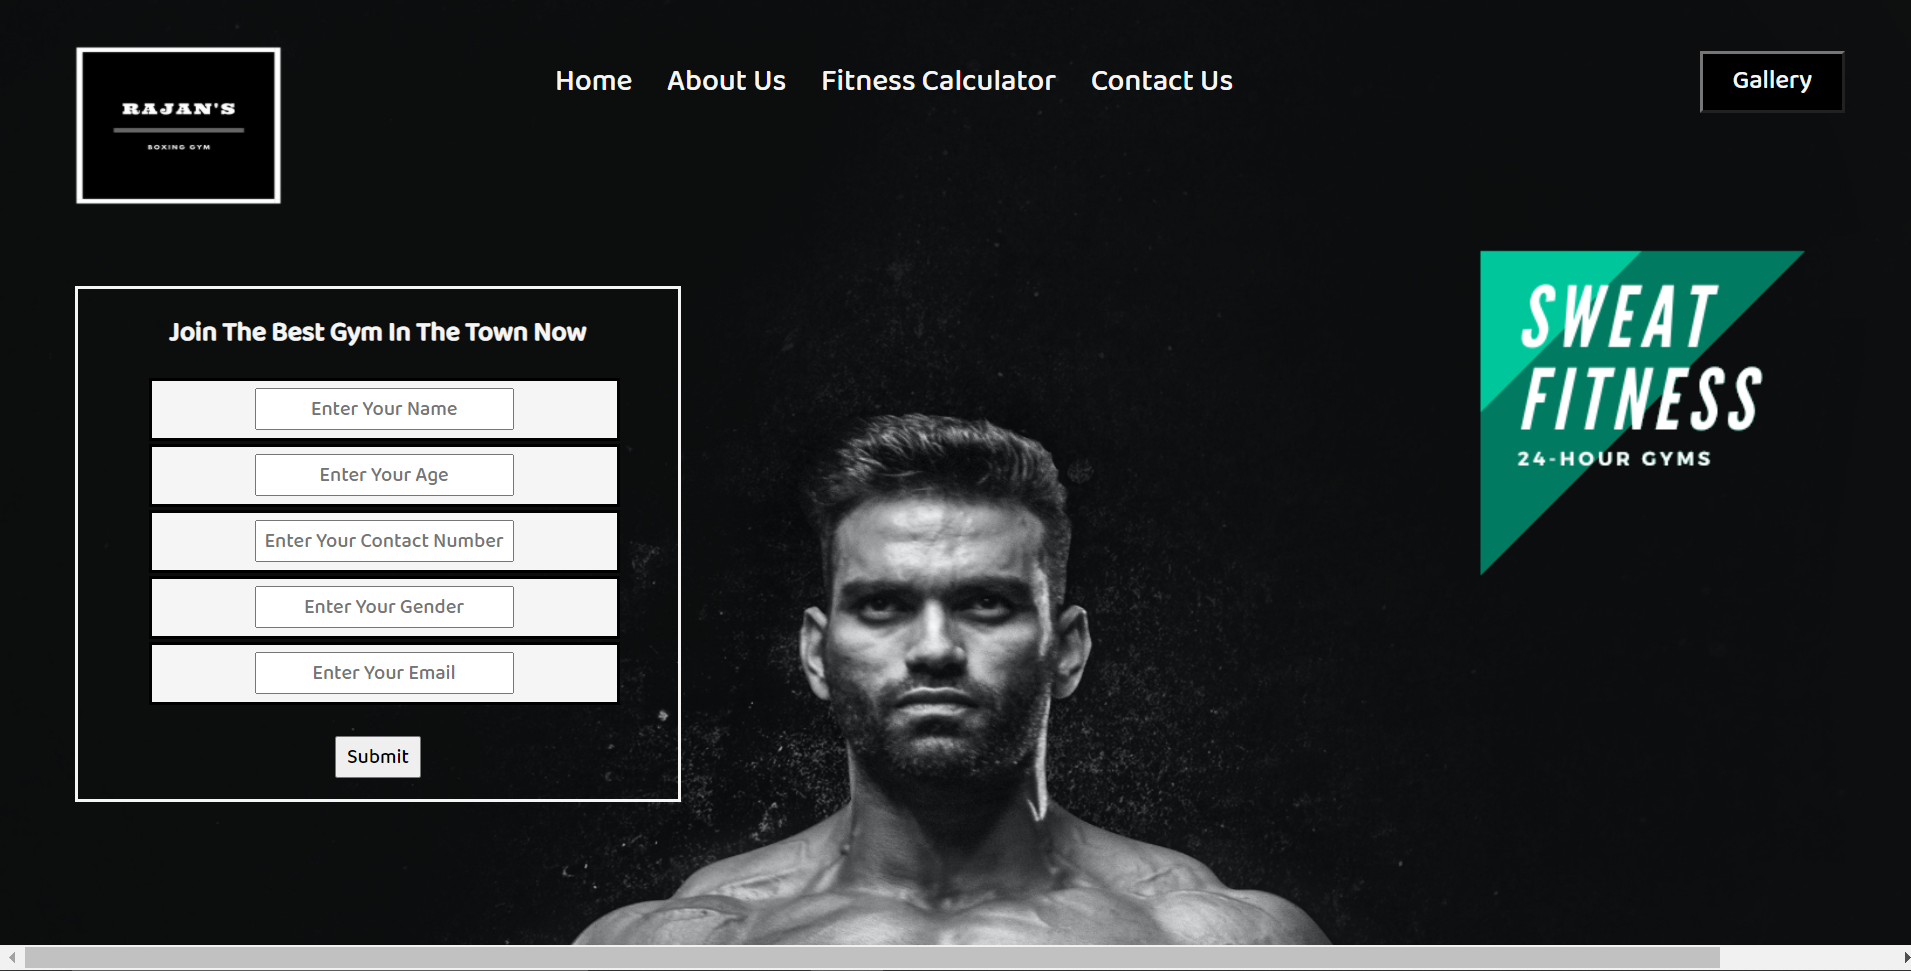 RAJAN'S
BOXING GYM
Home
About Us
Fitness Calculator
Contact Us
Gallery
Join The Best Gym In The Town Now
Enter Your Name
Enter Your Age
Enter Your Contact Number
Enter Your Gender
Enter Your Email
Submit
SWEAT
FITNESS
24-HOUR GYMS